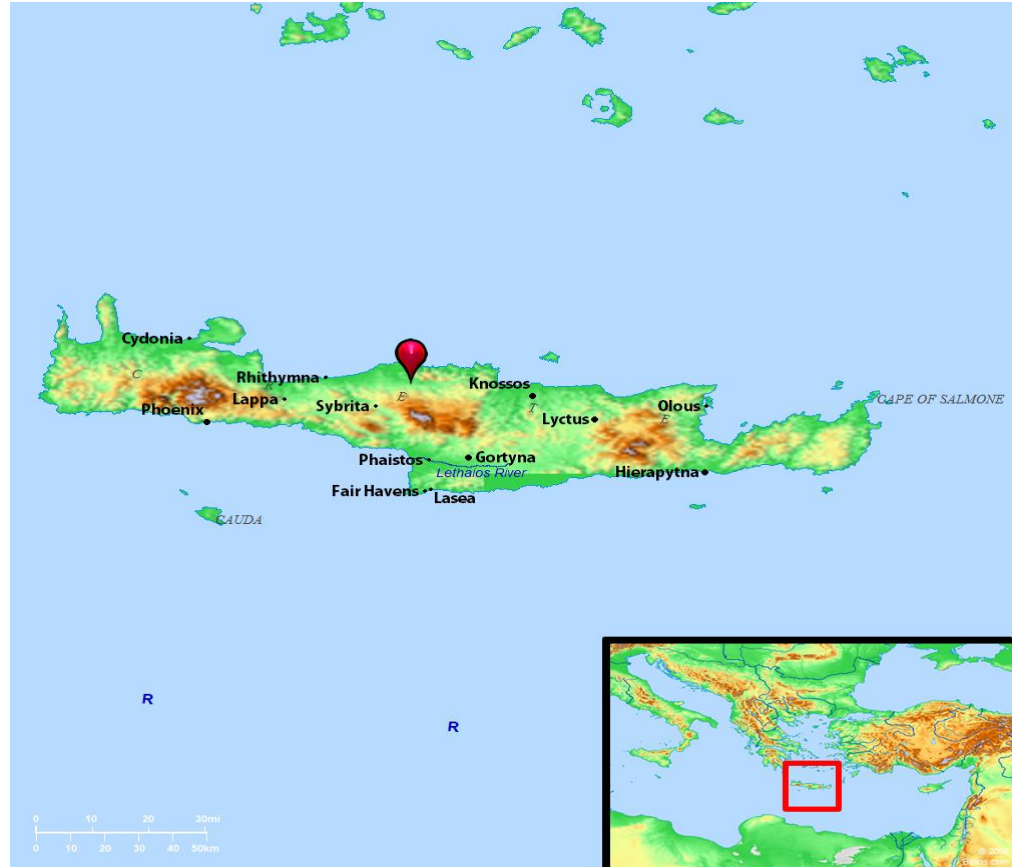 Cydonia
C
Rhithymna
R
Lappa
Sybrita
E
Knossos
T
Phoenix
Lyctus
Olous
E
CAPE OF SALMONE
Phaistos
Gortyna
Lethaios River
Hierapytna
Fair Havens
Lasea
CAUDA
R
R
0 10 20 30mi
0 10 20 30 40 50km